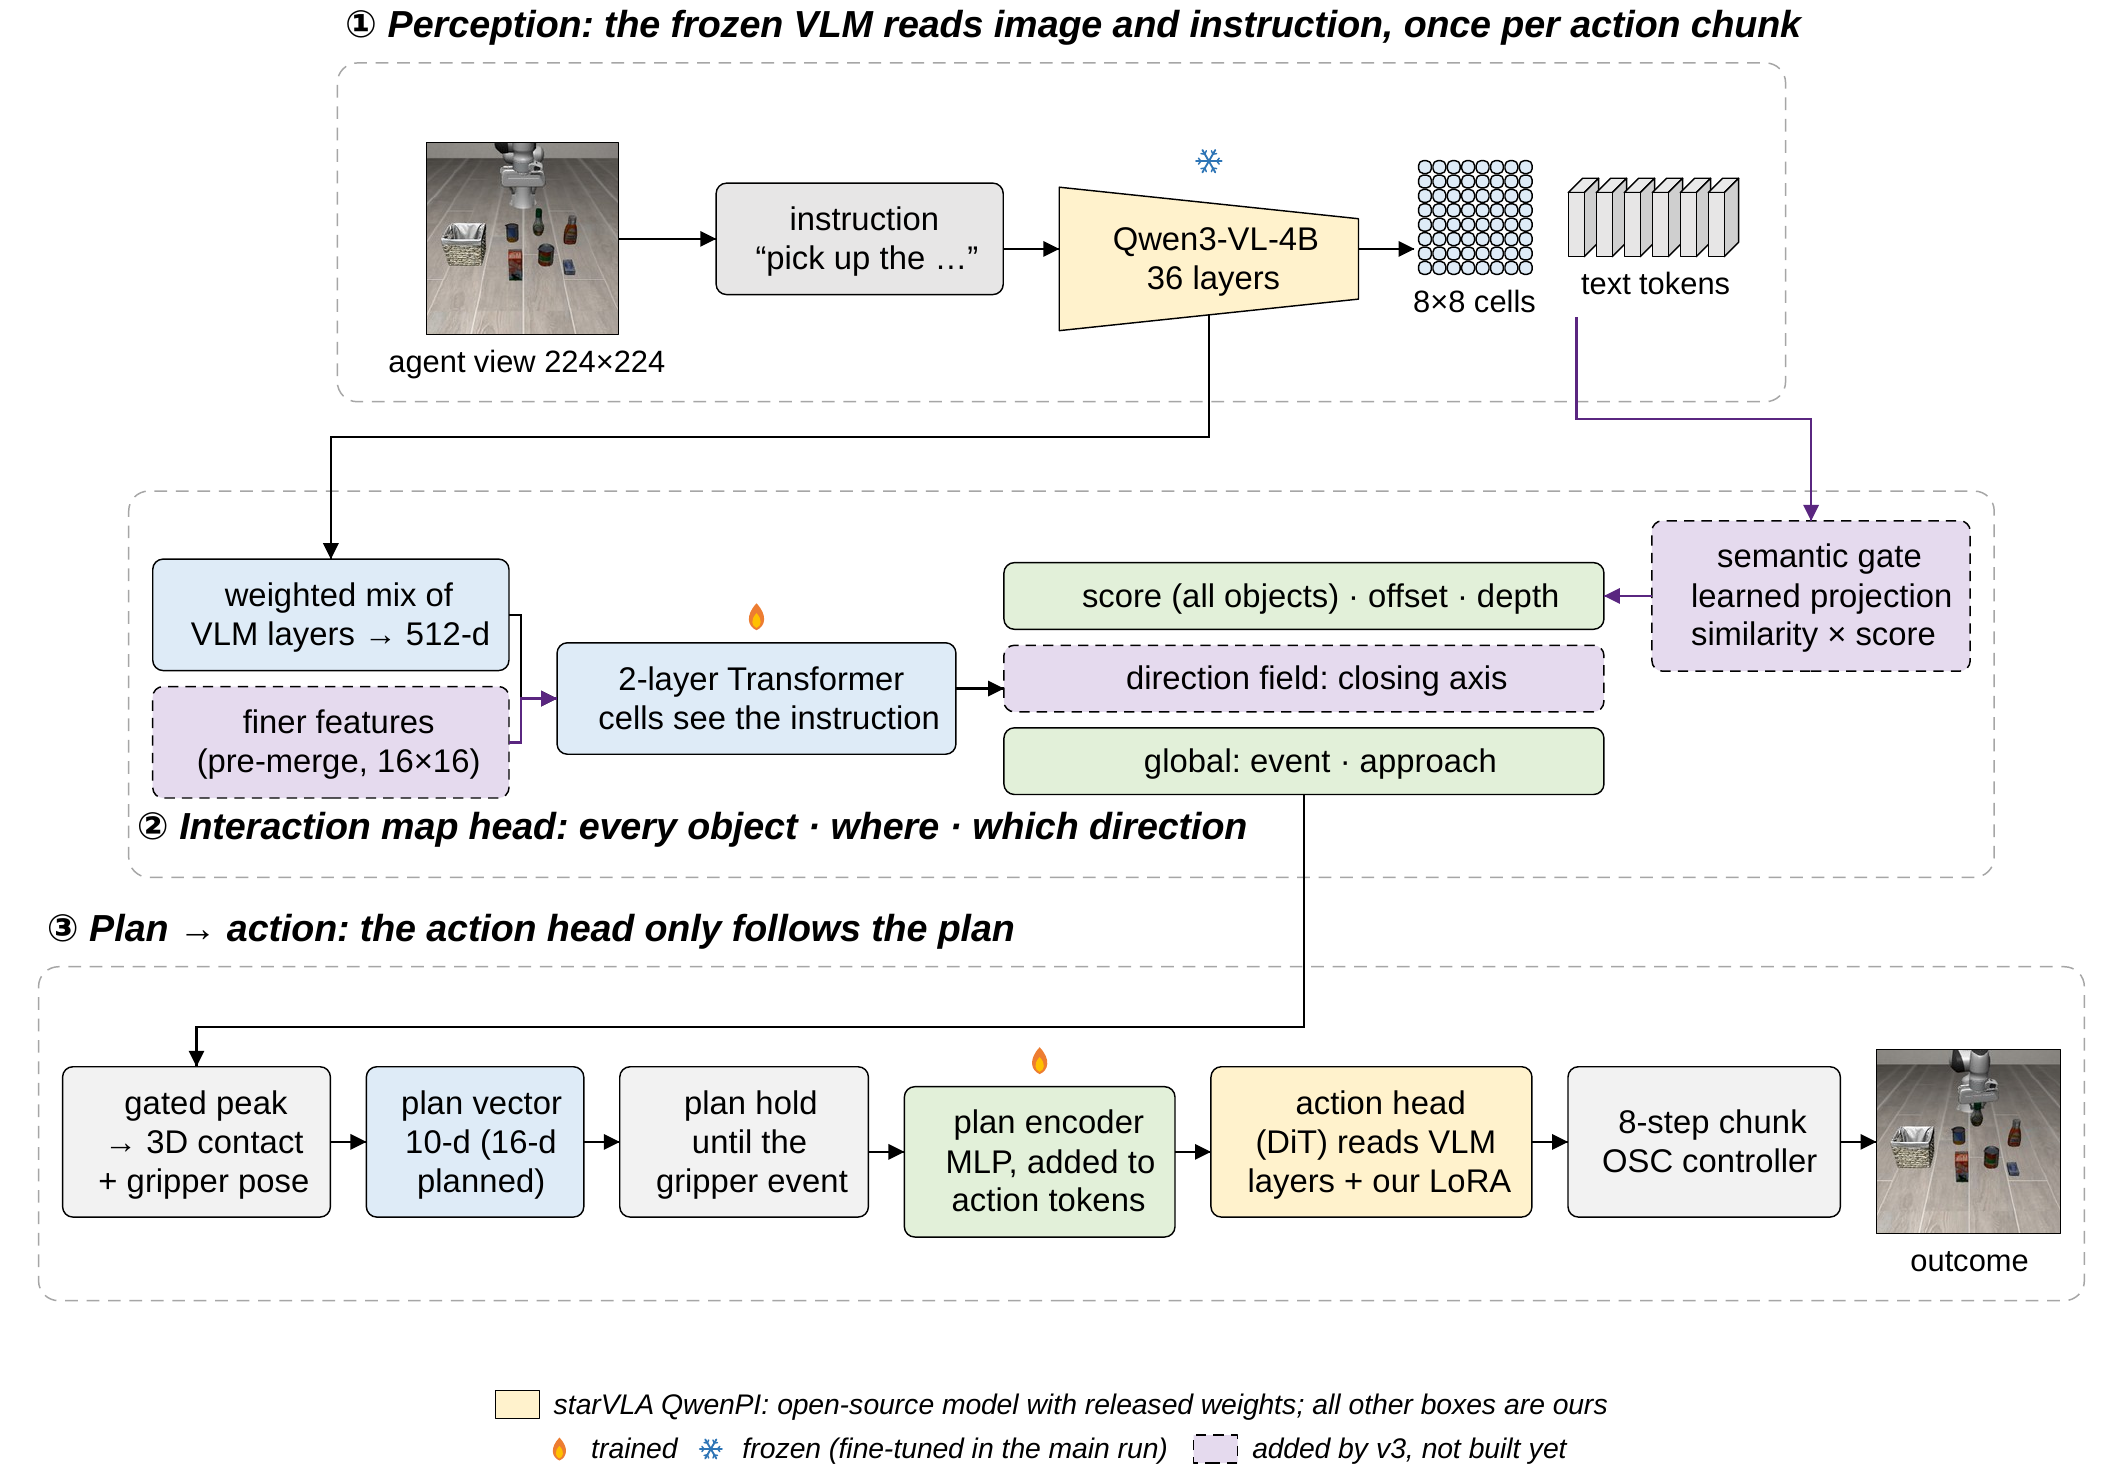 ① Perception: the frozen VLM reads image and instruction, once per action chunk
instruction
“pick up the …”
Qwen3-VL-4B
36 layers
8×8 cells
text tokens
agent view 224×224
weighted mix of
VLM layers → 512-d
finer features
(pre-merge, 16×16)
2-layer Transformer
cells see the instruction
score (all objects) · offset · depth
direction field: closing axis
global: event · approach
semantic gate
learned projection
similarity × score
② Interaction map head: every object · where · which direction
③ Plan → action: the action head only follows the plan
gated peak
→ 3D contact
+ gripper pose
plan vector
10-d (16-d
planned)
plan hold
until the
gripper event
plan encoder
MLP, added to
action tokens
action head
(DiT) reads VLM
layers + our LoRA
8-step chunk
OSC controller
outcome
starVLA QwenPI: open-source model with released weights; all other boxes are ours
trained
frozen (fine-tuned in the main run)
added by v3, not built yet